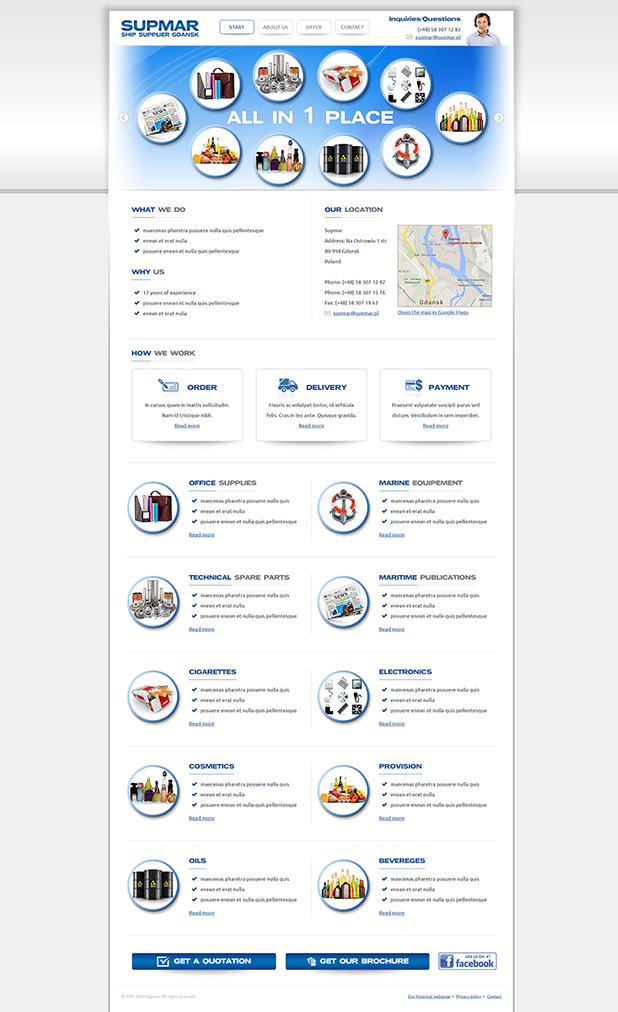 SUPMAR
SHIP SUPPLIER GDANSK
START
ABOUT US
OFFER
CONTACT
Inquiries/Questions
(+48) 58 307 12 82
supmar@supmar.pl
NEWS
ALL IN 1 PLACE
WHAT WE DO
maecenas pharetra posuere nulla quis pellentesque
enean et erat nulla
posuere enean et nulla quis pellentesque
WHY US
17 years of experience
posuere enean et nulla quis pellentesque
enean et erat nulla
OUR LOCATION
Supmar
Address: Na Ostrowiu 1 str
80 958 Gdansk
Poland
Phone: (+48) 58 307 12 82
Phone: (+48) 58 307 15 76
Fax: (+48) 58 307 19 63
supmar@supmar.pl
Supmar
Gdańsk
Open the map in Google Maps
HOW WE WORK
ORDER
In cursus quam in mattis sollicitudin.
Nam id tristique nibh.
Read more
DELIVERY
Mauris ac volutpat tortor, id vehicula
felis. Cras in leo ante. Quisque gravida.
Read more
PAYMENT
Praesent vulputate suscipit purus sed
dictum. Vestibulum in sem imperdiet.
Read more
OFFICE SUPPLIES
maecenas pharetra posuere nulla quis
enean et erat nulla
posuere enean et nulla quis pellentesque
Read more
MARINE EQUIPEMENT
maecenas pharetra posuere nulla quis
enean et erat nulla
posuere enean et nulla quis pellentesque
Read more
TECHNICAL SPARE PARTS
maecenas pharetra posuere nulla quis
enean et erat nulla
posuere enean et nulla quis pellentesque
Read more
NEWS
MARITIME PUBLICATIONS
maecenas pharetra posuere nulla quis
enean et erat nulla
posuere enean et nulla quis pellentesque
Read more
CIGARETTES
maecenas pharetra posuere nulla quis
enean et erat nulla
posuere enean et nulla quis pellentesque
Read more
ELECTRONICS
maecenas pharetra posuere nulla quis
enean et erat nulla
posuere enean et nulla quis pellentesque
Read more
COSMETICS
maecenas pharetra posuere nulla quis
enean et erat nulla
posuere enean et nulla quis pellentesque
Read more
PROVISION
maecenas pharetra posuere nulla quis
enean et erat nulla
posuere enean et nulla quis pellentesque
Read more
OILS
maecenas pharetra posuere nulla quis
enean et erat nulla
posuere enean et nulla quis pellentesque
Read more
BEVEREGES
maecenas pharetra posuere nulla quis
enean et erat nulla
posuere enean et nulla quis pellentesque
Read more
GET A QUOTATION
GET OUR BROCHURE
LIKE US ON
facebook
© 1997-2014 Supmar. All rights reserved.
Our historical webpage • Privacy policy • Contact